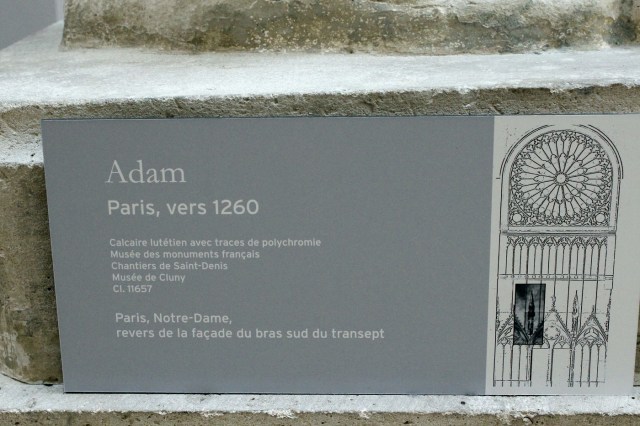 Adam
Paris, vers 1260
Calcaire lutétien avec traces de polychromie
Musée des monuments français
Chantiers de Saint-Denis
Musée de Cluny
Cl. 11657
Paris, Notre-Dame,
revers de la façade du bras sud du transept